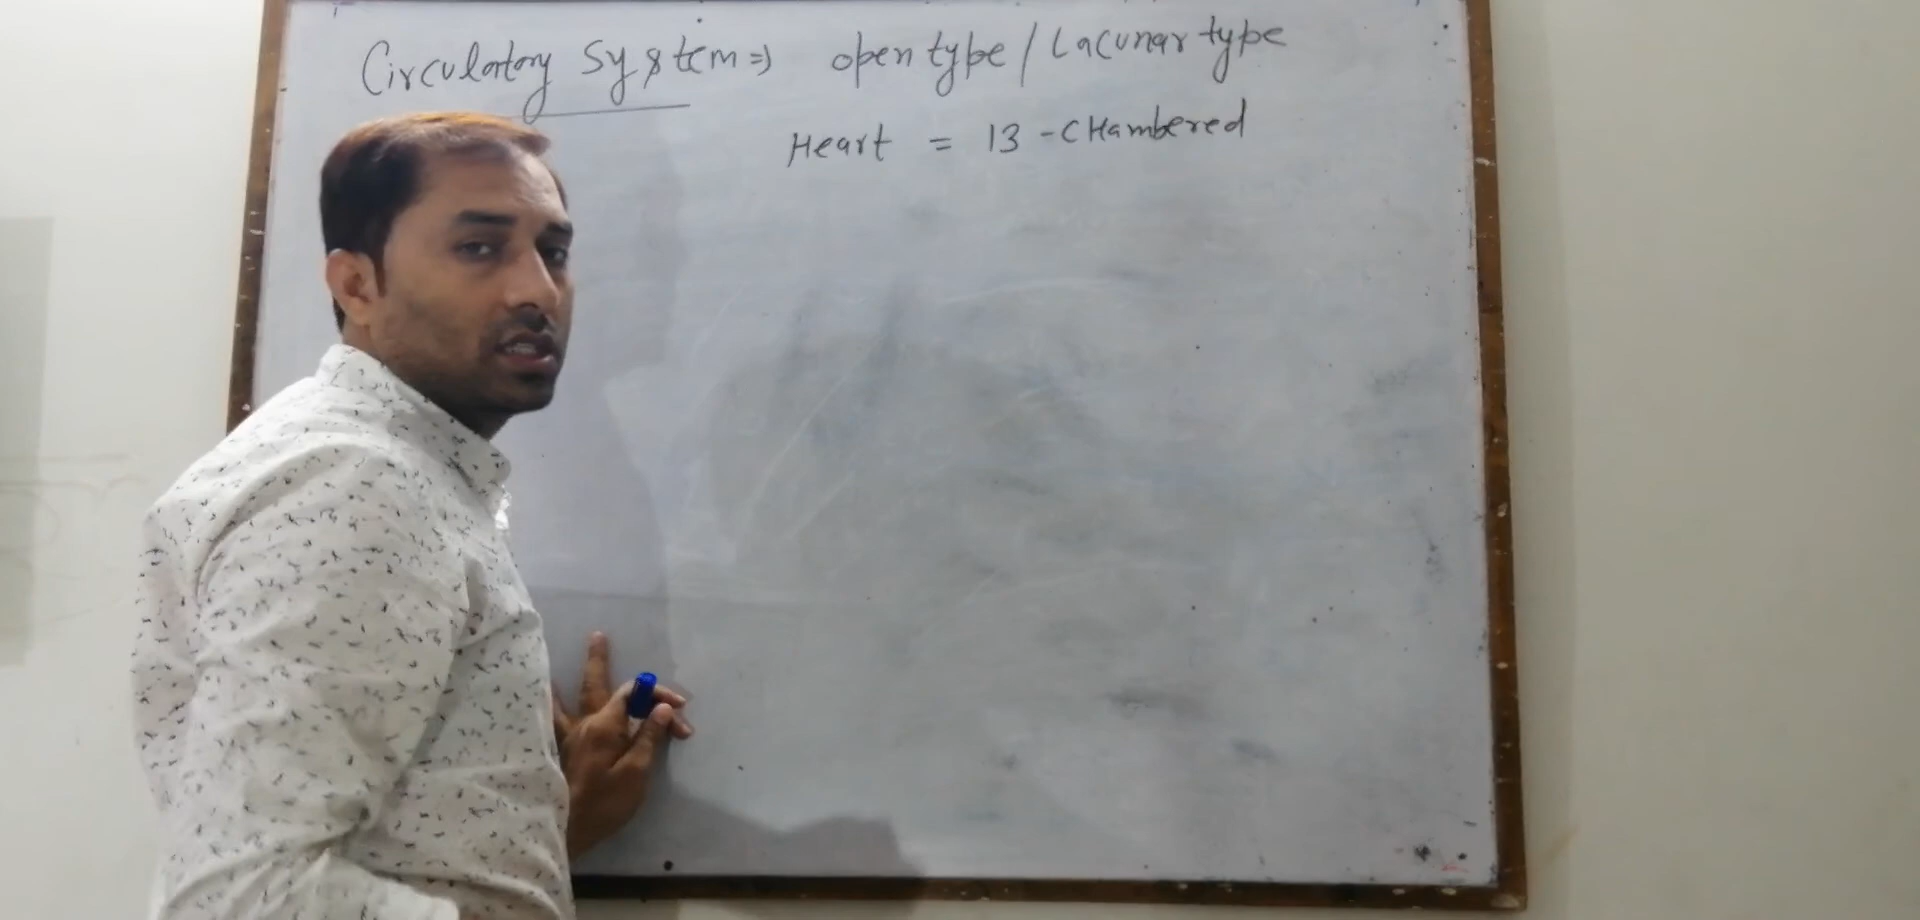 Circulatory System => open type / Lacunar type
Heart = 13 - CHambered